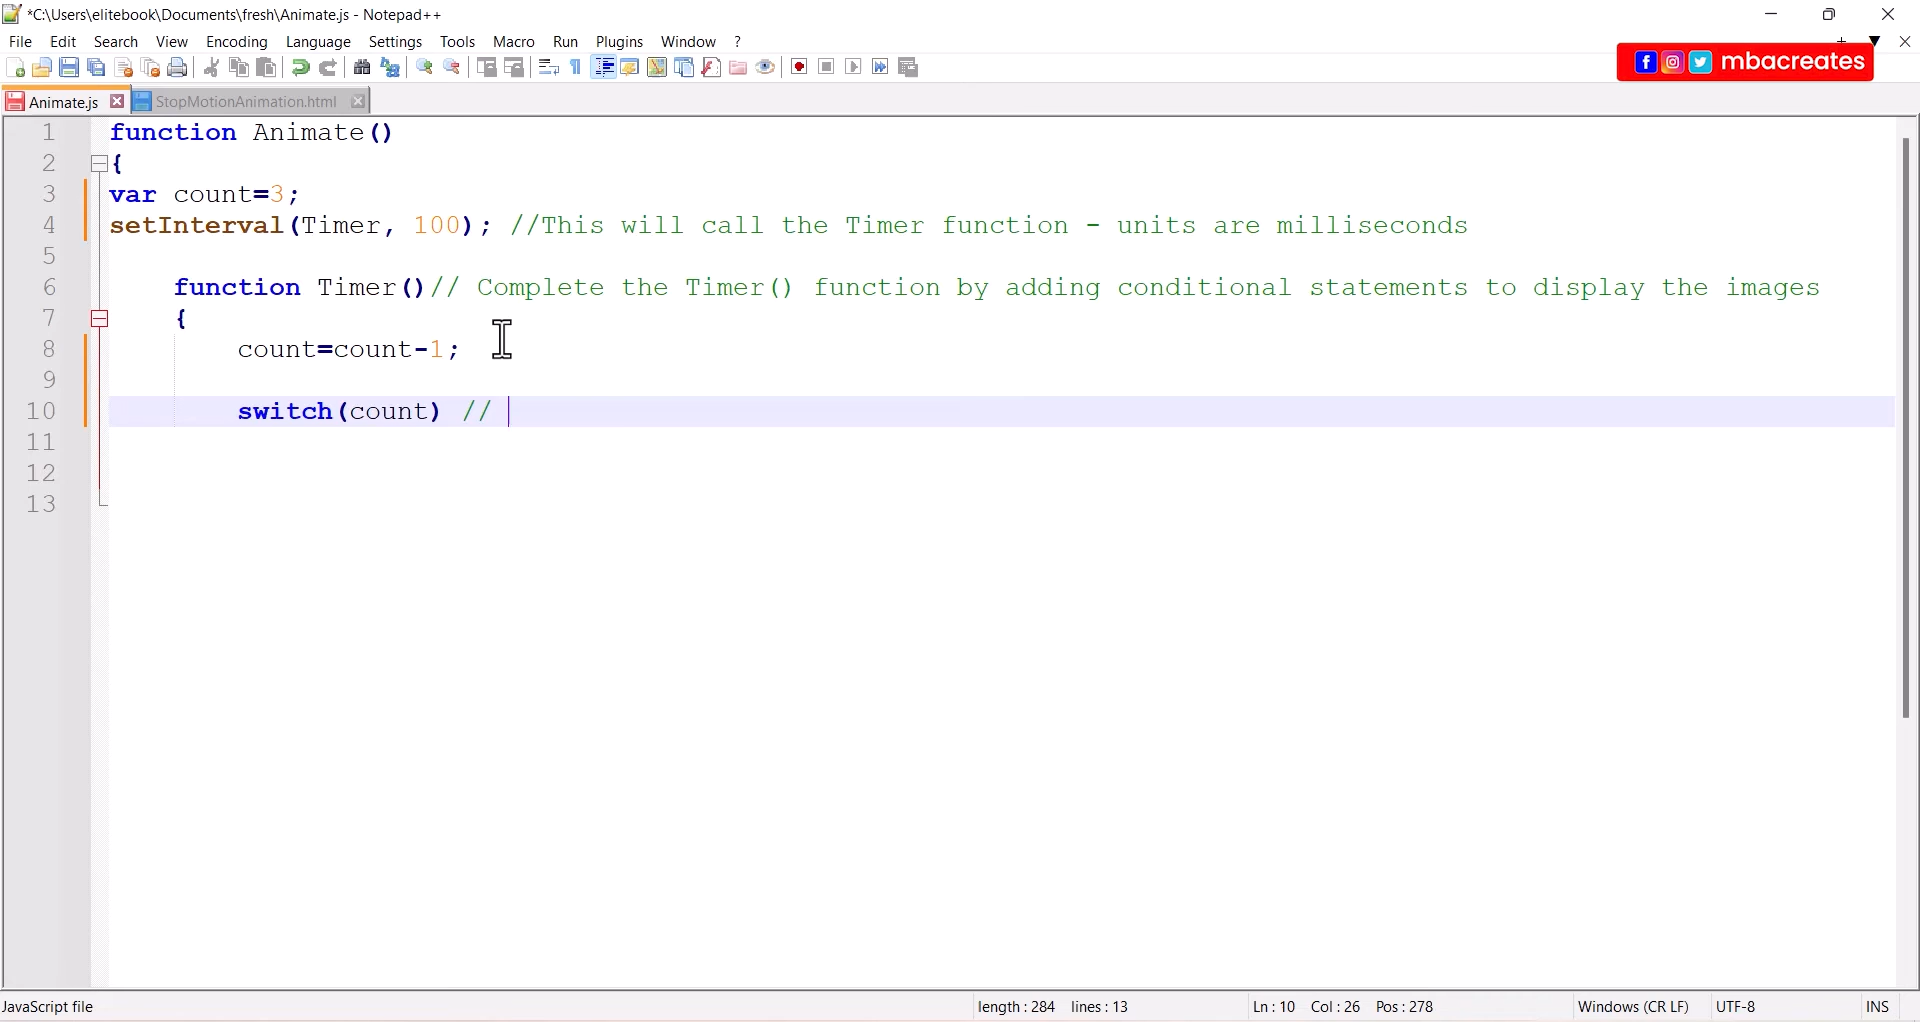 *C:\Users\elitebook\Documents\fresh\Animate.js - Notepad++
File Edit Search View Encoding Language Settings Tools Macro Run Plugins Window ?
mbacreates
Animate.js StopMotionAnimation.html
1 function Animate()
2 {
3 var count=3;
4 setInterval(Timer, 100); //This will call the Timer function - units are milliseconds
5
6 function Timer()// Complete the Timer() function by adding conditional statements to display the images
7 {
8 count=count-1;
9
10 switch(count) //
11
12
13
JavaScript file length : 284 lines : 13 Ln : 10 Col : 26 Pos : 278 Windows (CR LF) UTF-8 INS